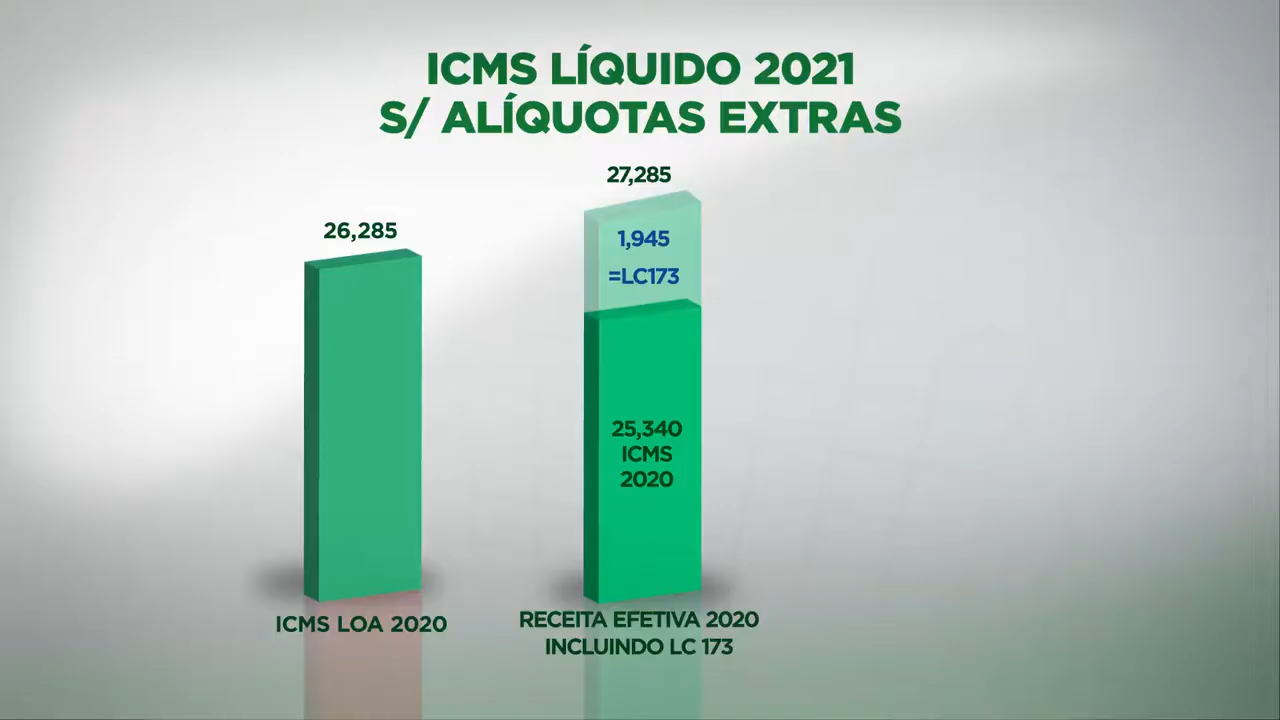 ICMS LÍQUIDO 2021
S/ ALÍQUOTAS EXTRAS
26,285
ICMS LOA 2020
27,285
1,945
=LC173
25,340
ICMS
2020
RECEITA EFETIVA 2020
INCLUINDO LC 173